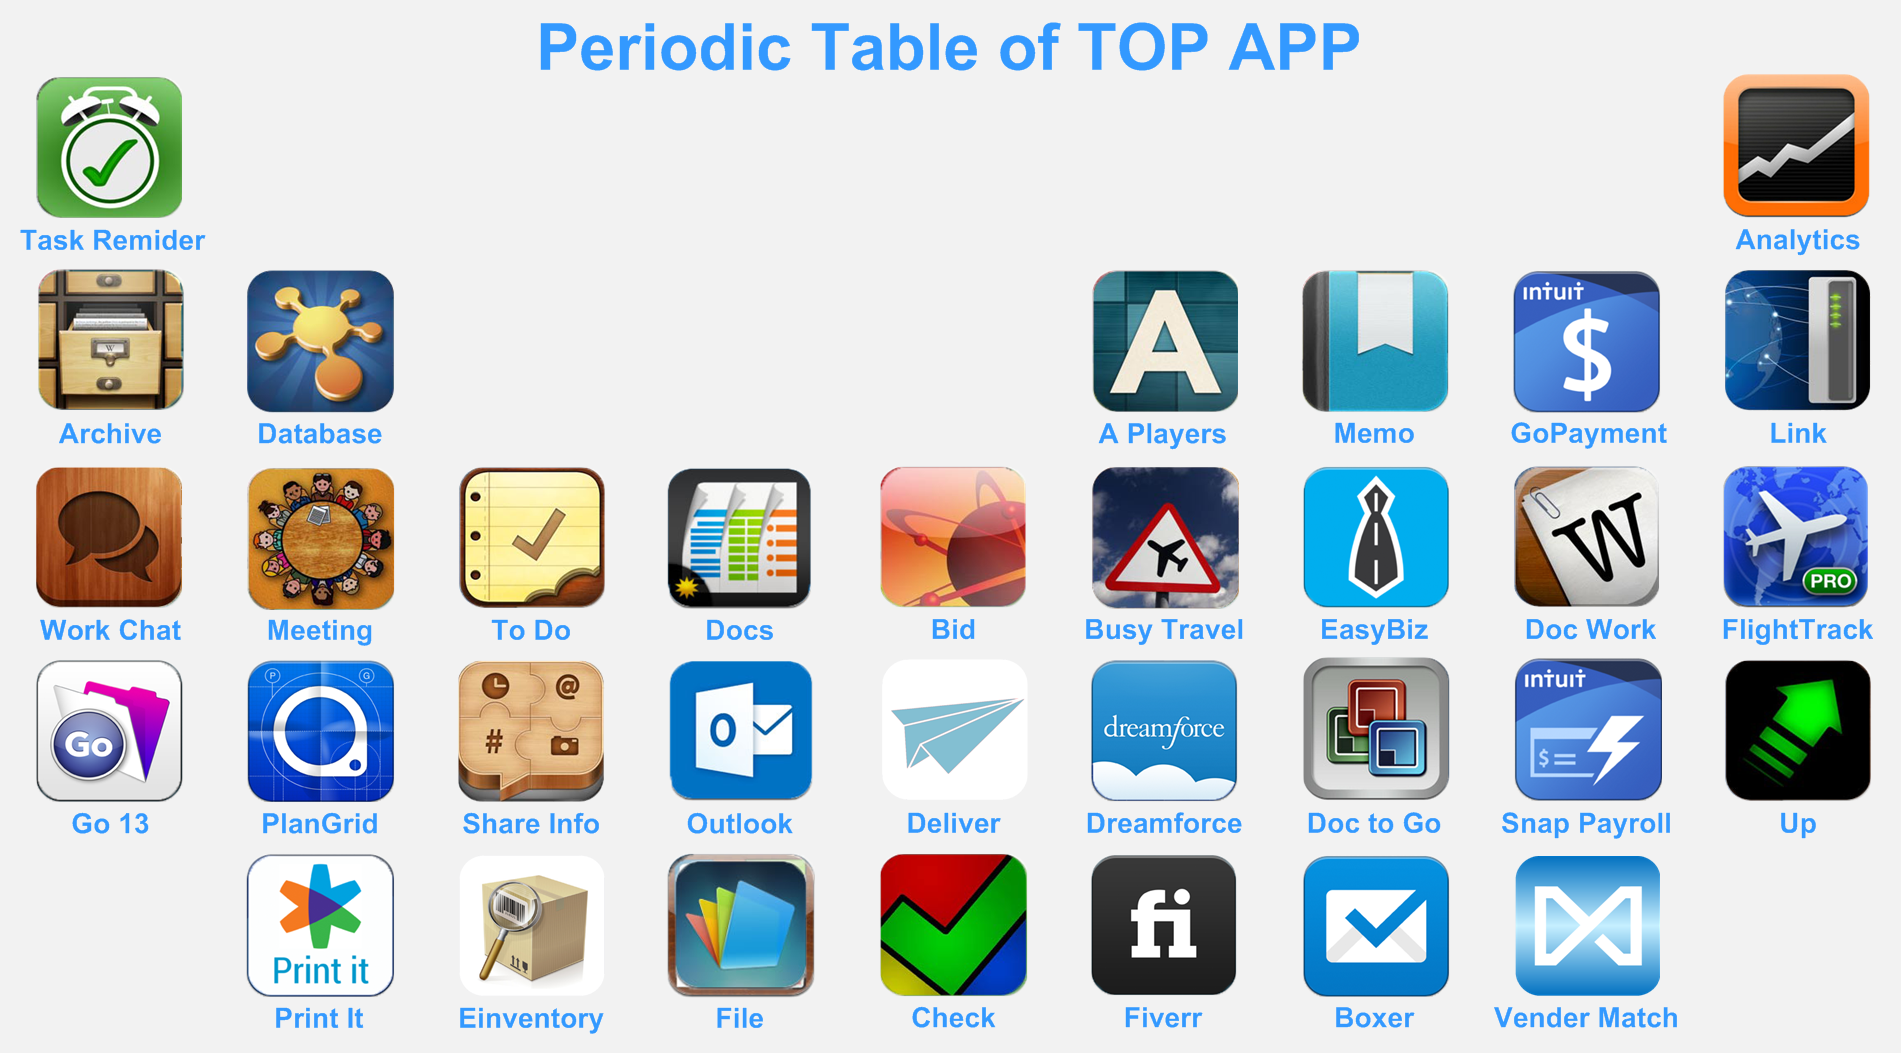 Periodic Table of TOP APP
Task Remider
Analytics
W
intuit
$
A
Archive
Database
A Players
Memo
GoPayment
Link
W
PRO
Work Chat
Meeting
To Do
Docs
Bid
Busy Travel
EasyBiz
Doc Work
FlightTrack
Go
P
G
@
#
O
dreamforce
intuit
$
Go 13
PlanGrid
Share Info
Outlook
Deliver
Dreamforce
Doc to Go
Snap Payroll
Up
Print it
fi
Print It
Einventory
File
Check
Fiverr
Boxer
Vender Match